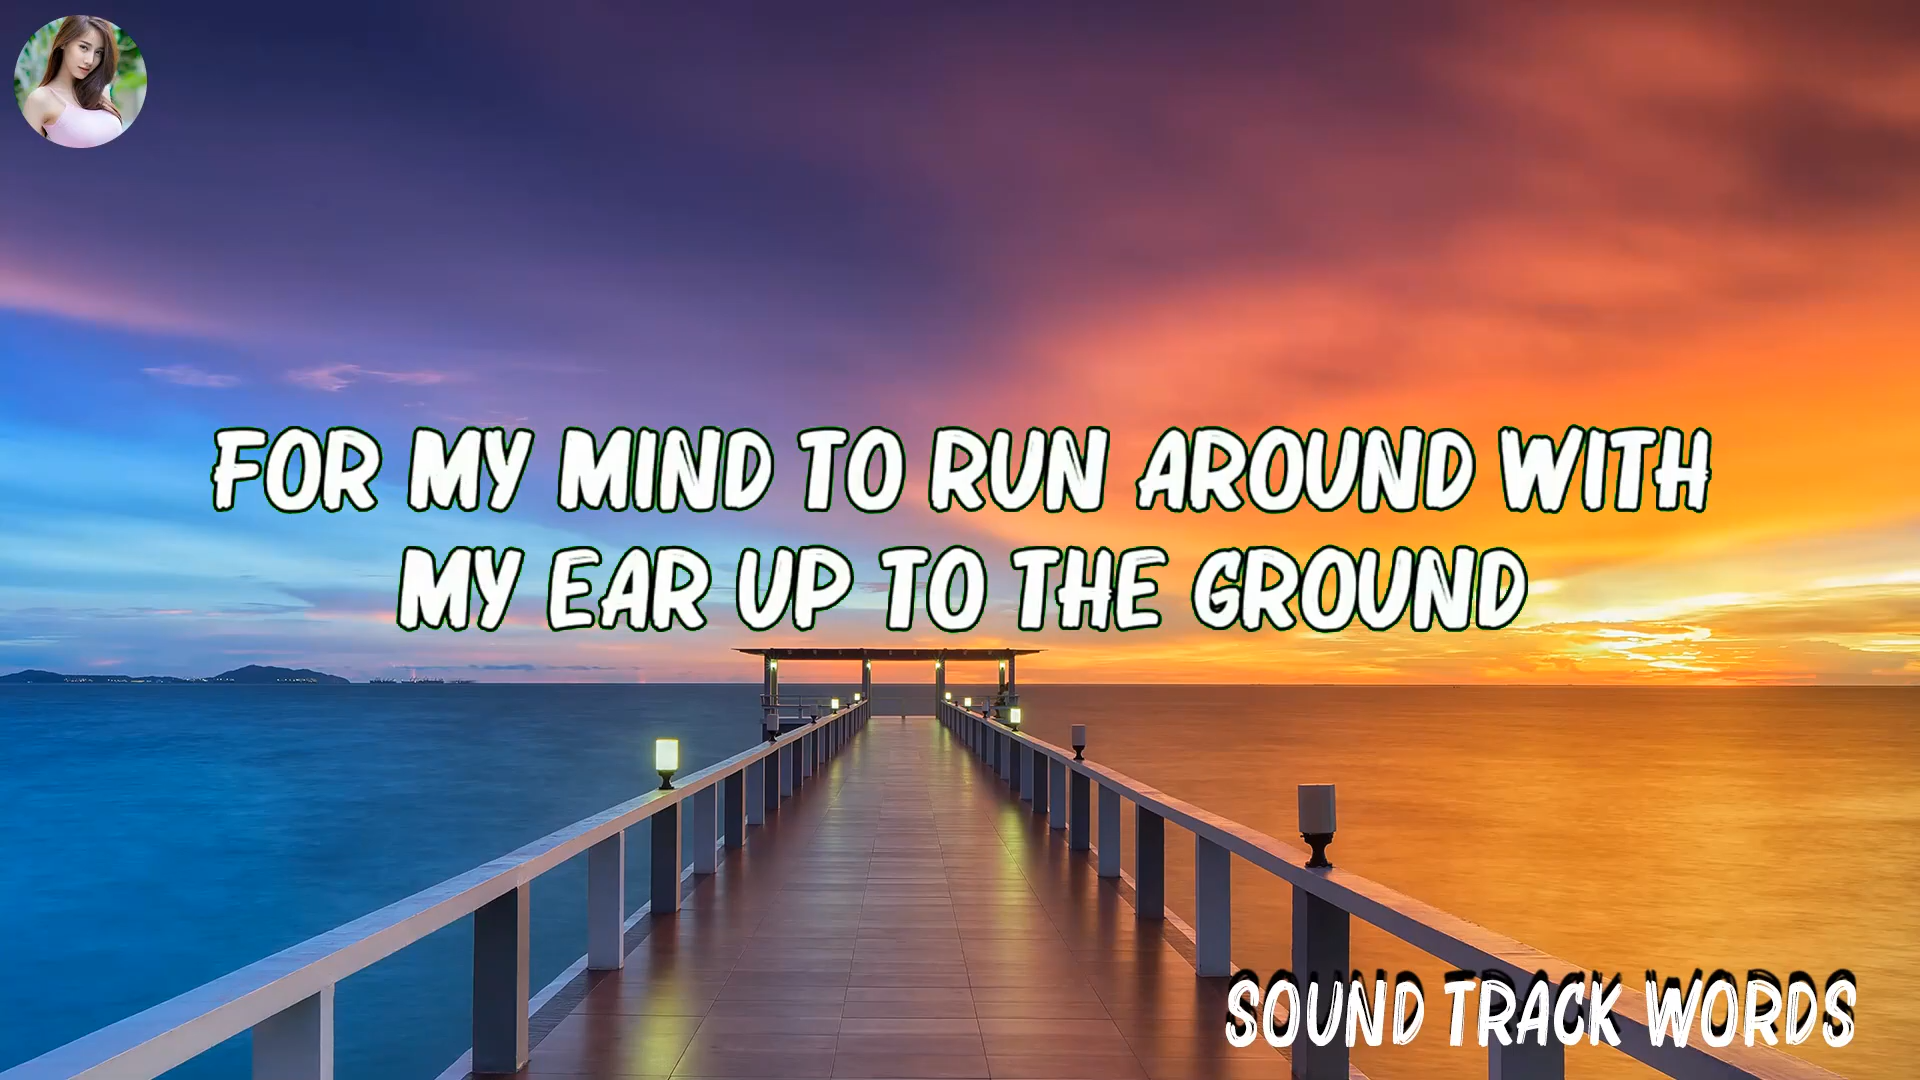 FOR MY MIND TO RUN AROUND WITH
MY EAR UP TO THE GROUND
SOUND TRACK WORDS